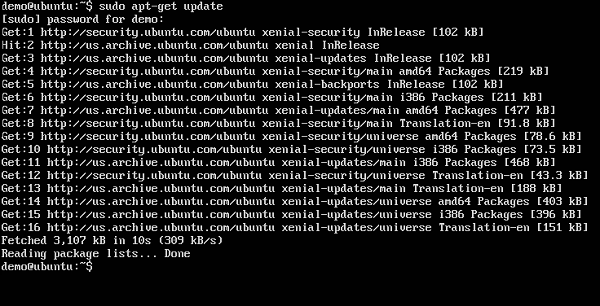 demo@ubuntu:~$ sudo apt-get update
[sudo] password for demo:
Get:1 http://security.ubuntu.com/ubuntu xenial-security InRelease [102 kB]
Hit:2 http://us.archive.ubuntu.com/ubuntu xenial InRelease
Get:3 http://us.archive.ubuntu.com/ubuntu xenial-updates InRelease [102 kB]
Get:4 http://security.ubuntu.com/ubuntu xenial-security/main amd64 Packages [219 kB]
Get:5 http://us.archive.ubuntu.com/ubuntu xenial-backports InRelease [102 kB]
Get:6 http://security.ubuntu.com/ubuntu xenial-security/main i386 Packages [211 kB]
Get:7 http://us.archive.ubuntu.com/ubuntu xenial-updates/main amd64 Packages [477 kB]
Get:8 http://security.ubuntu.com/ubuntu xenial-security/main Translation-en [91.8 kB]
Get:9 http://security.ubuntu.com/ubuntu xenial-security/universe amd64 Packages [78.6 kB]
Get:10 http://security.ubuntu.com/ubuntu xenial-security/universe i386 Packages [73.5 kB]
Get:11 http://us.archive.ubuntu.com/ubuntu xenial-updates/main i386 Packages [468 kB]
Get:12 http://security.ubuntu.com/ubuntu xenial-security/universe Translation-en [43.3 kB]
Get:13 http://us.archive.ubuntu.com/ubuntu xenial-updates/main Translation-en [188 kB]
Get:14 http://us.archive.ubuntu.com/ubuntu xenial-updates/universe amd64 Packages [403 kB]
Get:15 http://us.archive.ubuntu.com/ubuntu xenial-updates/universe i386 Packages [396 kB]
Get:16 http://us.archive.ubuntu.com/ubuntu xenial-updates/universe Translation-en [151 kB]
Fetched 3,107 kB in 10s (309 kB/s)
Reading package lists... Done
demo@ubuntu:~$